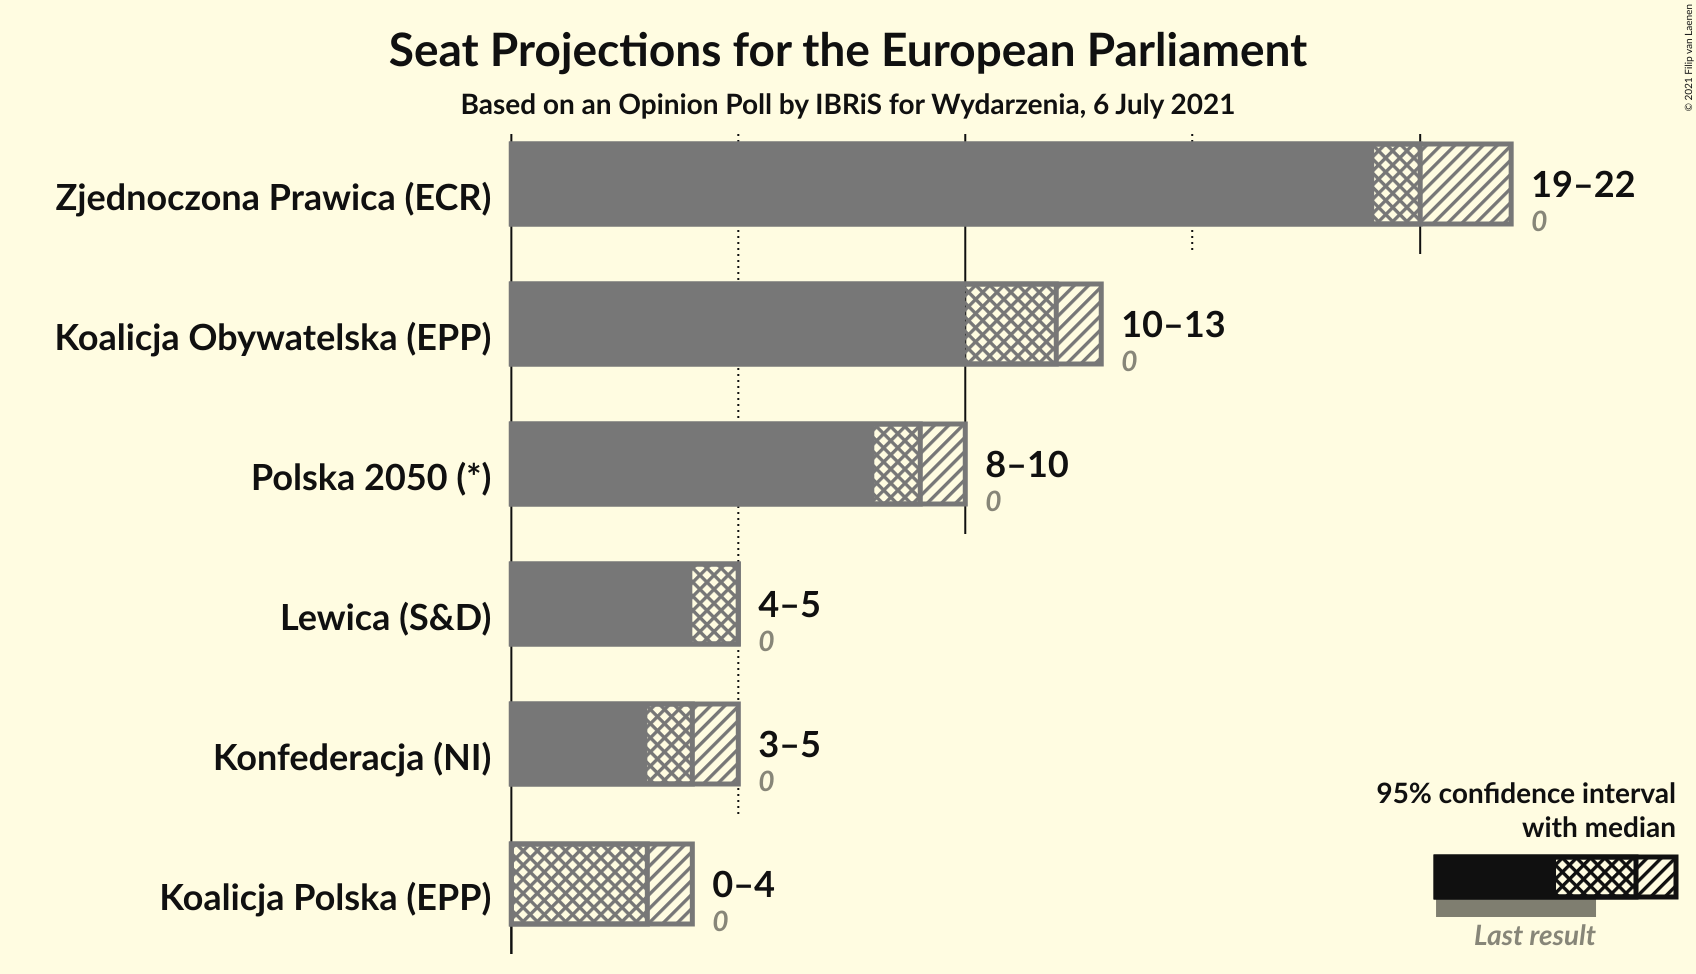 Seat Projections for the European Parliament
Based on an Opinion Poll by IBRiS for Wydarzenia, 6 July 2021
© 2021 Filip van Laenen
Zjednoczona Prawica (ECR)
19–22
0
Koalicja Obywatelska (EPP)
10–13
0
Polska 2050 (*)
8–10
0
Lewica (S&D)
4–5
0
Konfederacja (NI)
3–5
0
Koalicja Polska (EPP)
0–4
0
95% confidence interval
with median
Last result